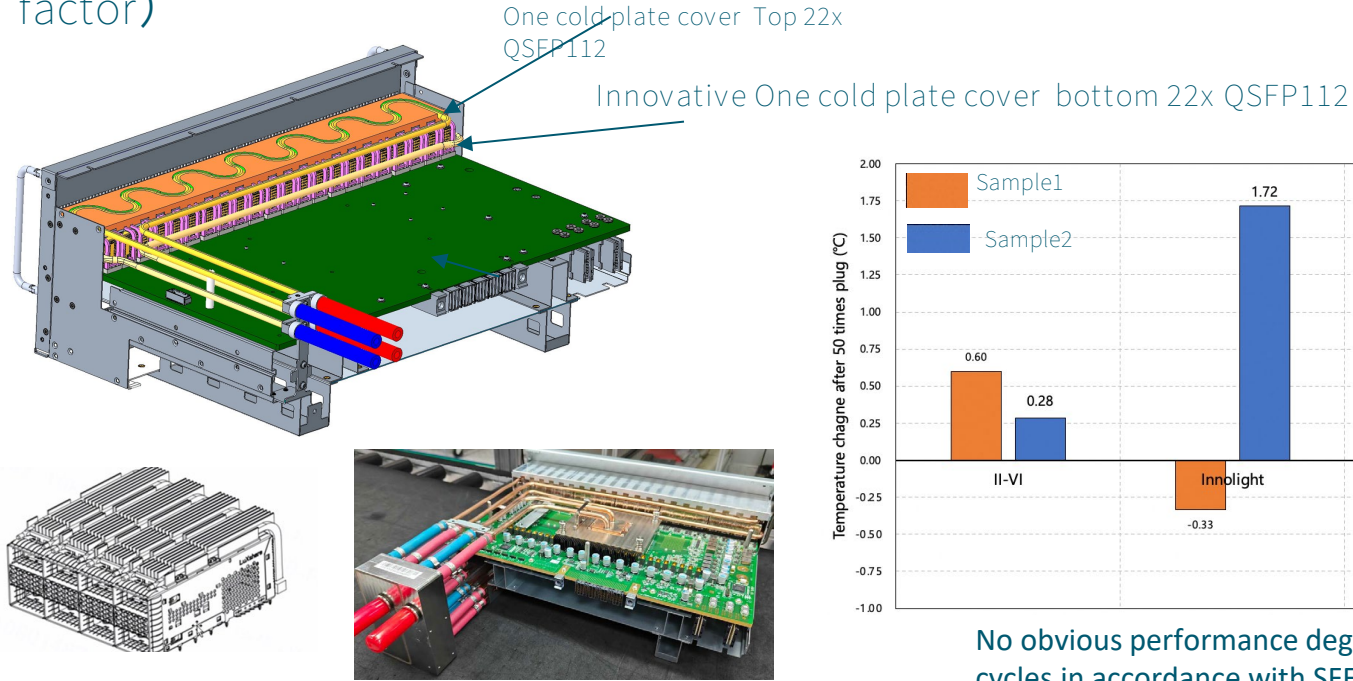 factor)
One cold plate cover Top 22x
QSFP112
Innovative One cold plate cover bottom 22x QSFP112
Temperature chagne after 50 times plug (℃)
2.00
1.75
1.50
1.25
1.00
0.75
0.50
0.25
0.00
-0.25
-0.50
-0.75
-1.00
Sample1
Sample2
0.60
0.28
1.72
-0.33
II-VI
Innolight
Luxshare
No obvious performance deg
cycles in accordance with